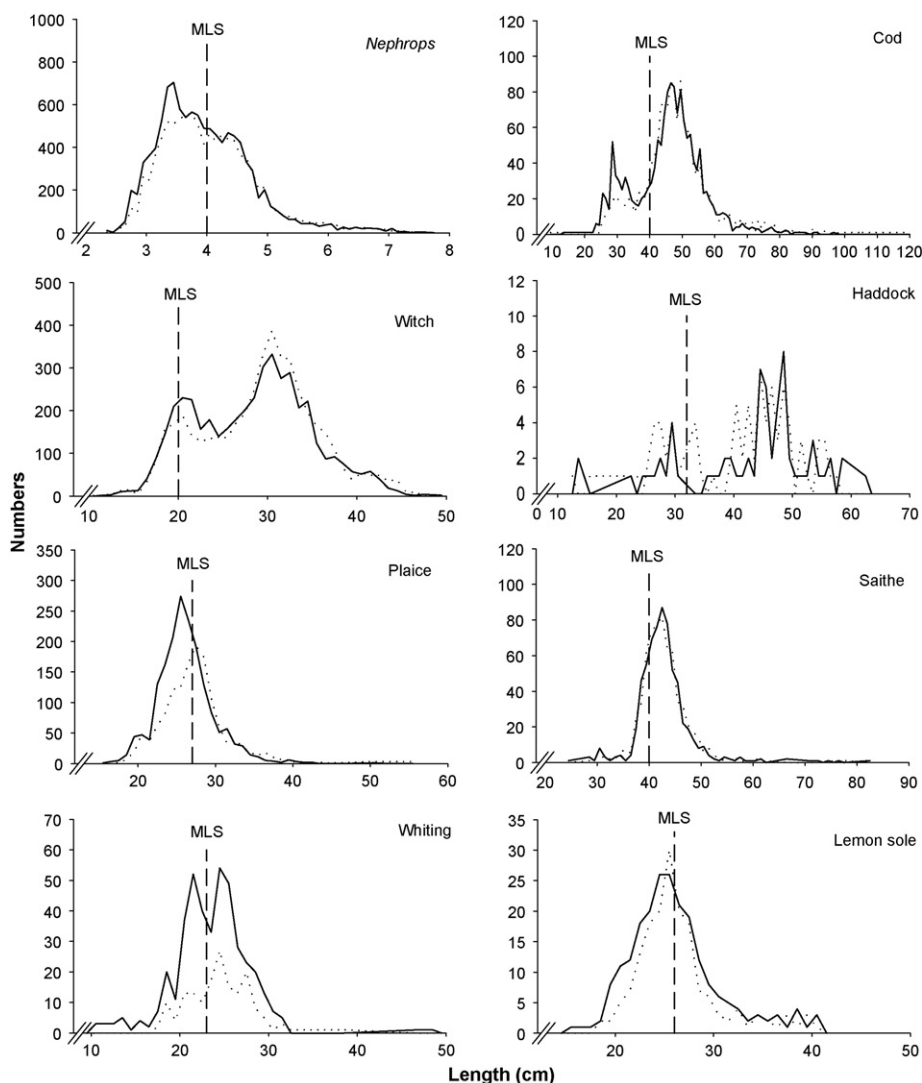 Nephrops
MLS
1000
800
600
400
200
0
2 3 4 5 6 7 8
Cod
MLS
120
100
80
60
40
20
0
10 20 30 40 50 60 70 80 90 100 110 120
Witch
MLS
500
400
300
200
100
0
10 20 30 40 50
Haddock
MLS
12
10
8
6
4
2
0
0 10 20 30 40 50 60 70
Plaice
MLS
350
300
250
200
150
100
50
0
20 30 40 50 60
Saithe
MLS
120
100
80
60
40
20
0
20 30 40 50 60 70 80 90
Whiting
MLS
70
60
50
40
30
20
10
0
10 20 30 40 50
Lemon sole
MLS
35
30
25
20
15
10
5
0
20 30 40 50
Numbers
Length (cm)